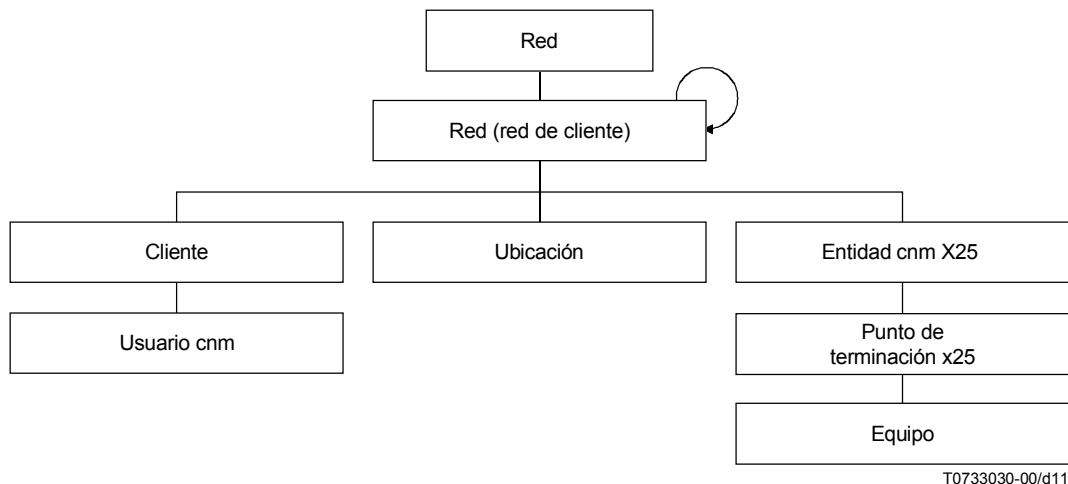 Red
Red (red de cliente)
Cliente
Ubicación
Entidad cnm X25
Usuario cnm
Punto de
terminación x25
Equipo
T0733030-00/d11